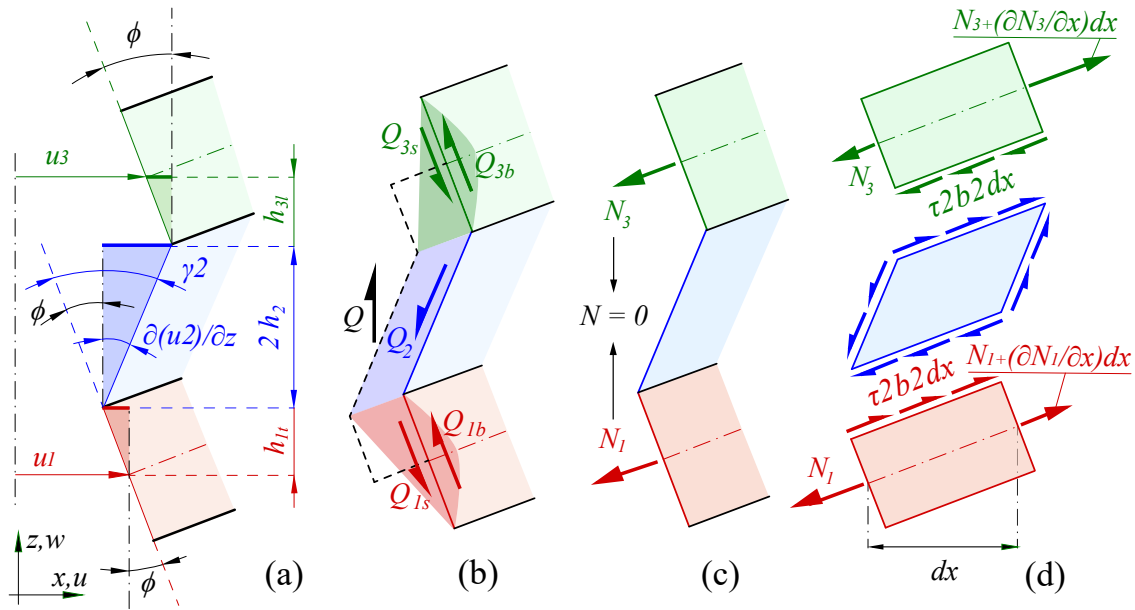 ϕ
u3
h3l
γ2
ϕ
∂(u2)/∂z
2 h2
h1t
u1
z,w
x,u
ϕ
(a)
Q3s
Q3b
Q
Q2
Q1b
Q1s
(b)
N3
N = 0
N1
(c)
N3+(∂N3/∂x)dx
N3
τ2b2dx
N1+(∂N1/∂x)dx
τ2b2dx
N1
dx
(d)